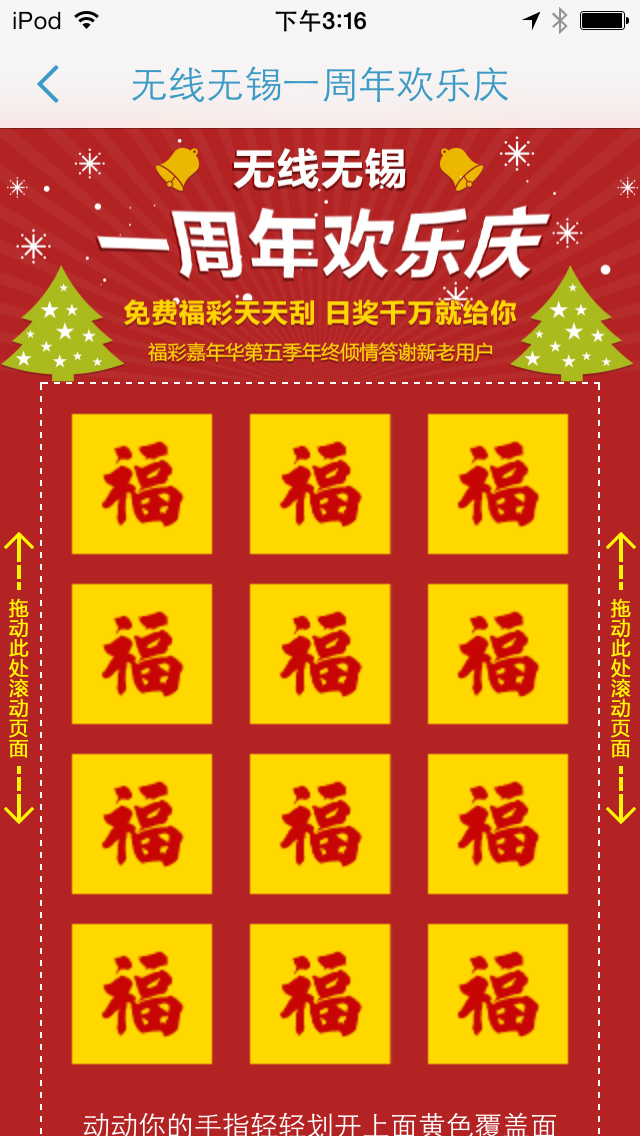 iPod 下午3:16
无线无锡一周年欢乐庆
无线无锡
一周年欢乐庆
免费福彩天天刮 日奖千万就给你
福彩嘉年华第五季年终倾情答谢新老用户
福 福 福
福 福 福
福 福 福
福 福 福
拖动此处滚动页面
拖动此处滚动页面
动动你的手指轻轻划开上面黄色覆盖面